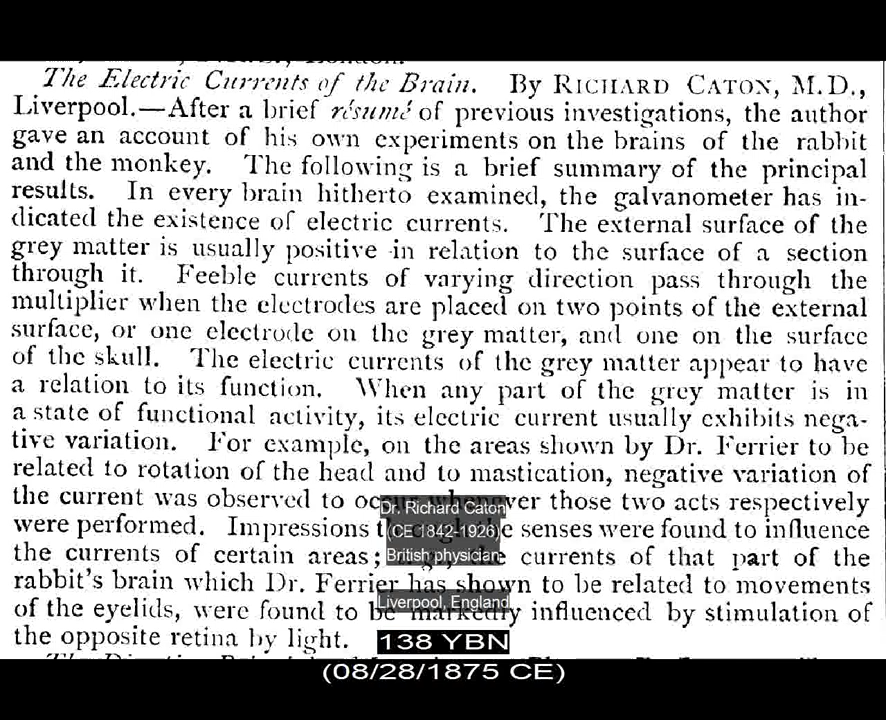 The Electric Currents of the Brain. By RICHARD CATON, M.D.,
Liverpool.—After a brief résumé of previous investigations, the author
gave an account of his own experiments on the brains of the rabbit
and the monkey. The following is a brief summary of the principal
results. In every brain hitherto examined, the galvanometer has in-
dicated the existence of electric currents. The external surface of the
grey matter is usually positive in relation to the surface of a section
through it. Feeble currents of varying direction pass through the
multiplier when the electrodes are placed on two points of the external
surface, or one electrode on the grey matter, and one on the surface
of the skull. The electric currents of the grey matter appear to have
a relation to its function. When any part of the grey matter is in
a state of functional activity, its electric current usually exhibits nega-
tive variation. For example, on the areas shown by Dr. Ferrier to be
related to rotation of the head and to mastication, negative variation of
the current was observed to occur whenever those two acts respectively
were performed. Impressions through the senses were found to influence
the currents of certain areas; the currents of that part of the
rabbit's brain which Dr. Ferrier has shown to be related to movements
of the eyelids, were found to be markedly influenced by stimulation of
the opposite retina by light.
Dr. Richard Caton
(CE 1842-1926)
British physician
Liverpool, England
138 YBN
(08/28/1875 CE)